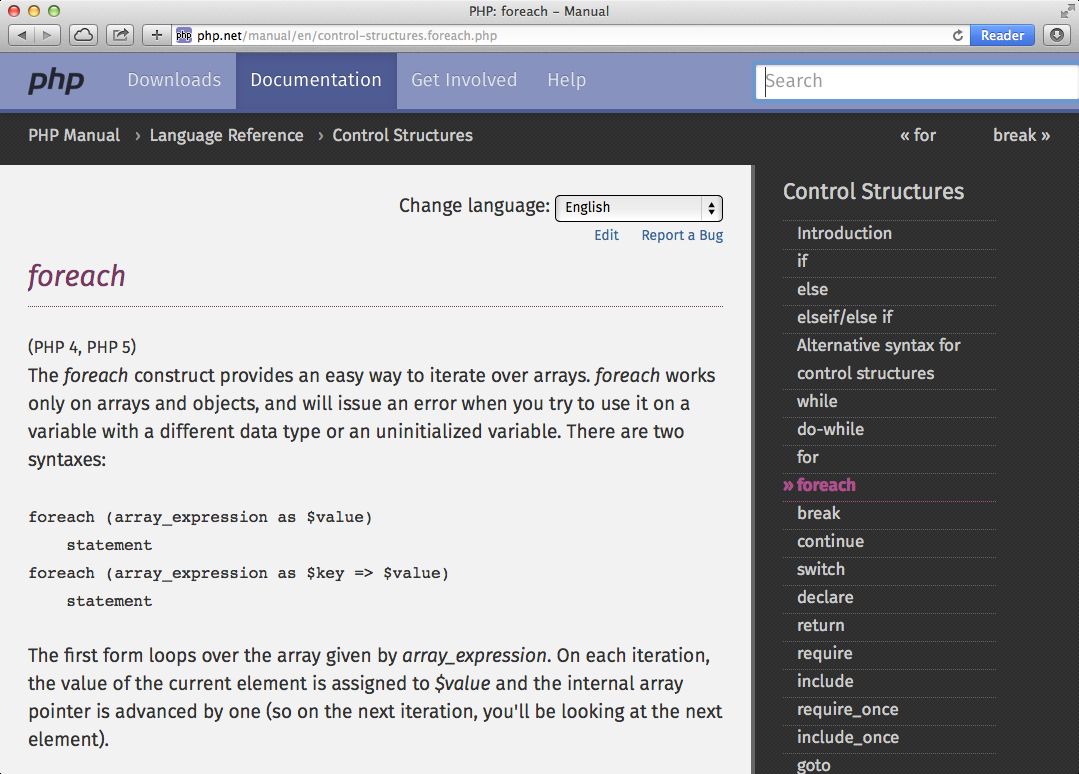 PHP: foreach – Manual
php php.net/manual/en/control-structures.foreach.php
Reader
php Downloads Documentation Get Involved Help Search
PHP Manual › Language Reference › Control Structures « for break »
Change language: English
Edit Report a Bug
foreach
(PHP 4, PHP 5)
The foreach construct provides an easy way to iterate over arrays. foreach works
only on arrays and objects, and will issue an error when you try to use it on a
variable with a different data type or an uninitialized variable. There are two
syntaxes:
foreach (array_expression as $value)
    statement
foreach (array_expression as $key => $value)
    statement
The first form loops over the array given by array_expression. On each iteration,
the value of the current element is assigned to $value and the internal array
pointer is advanced by one (so on the next iteration, you'll be looking at the next
element).
Control Structures
Introduction
if
else
elseif/else if
Alternative syntax for
control structures
while
do-while
for
» foreach
break
continue
switch
declare
return
require
include
require_once
include_once
goto